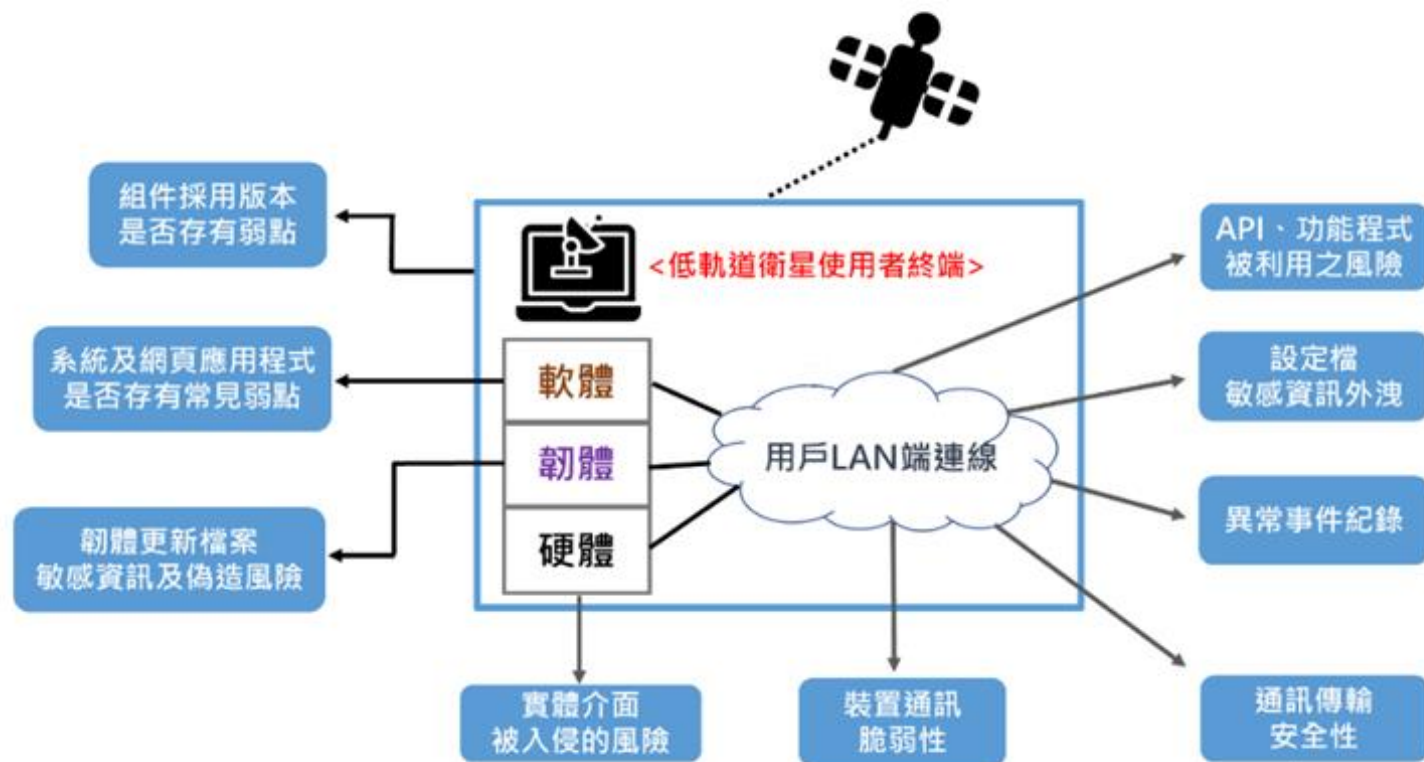 組件採用版本
是否存有弱點
<低軌道衛星使用者終端>
API、功能程式
被利用之風險
系統及網頁應用程式
是否存有常見弱點
軟體
設定檔
敏感資訊外洩
韌體
用戶LAN端連線
韌體更新檔案
敏感資訊及偽造風險
硬體
異常事件紀錄
實體介面
被入侵的風險
裝置通訊
脆弱性
通訊傳輸
安全性